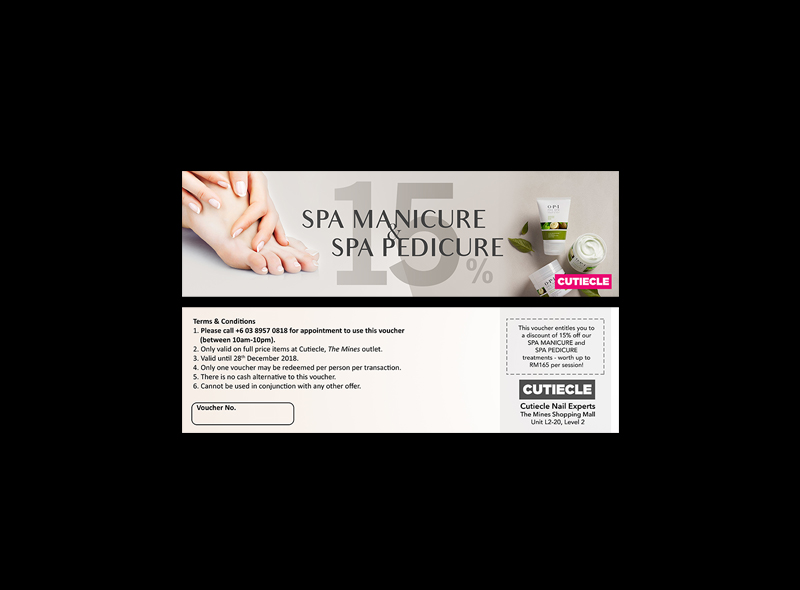 15%
SPA MANICURE
&
SPA PEDICURE
OPI
CUTIECLE
Terms & Conditions
1. Please call +6 03 8957 0818 for appointment to use this voucher
(between 10am-10pm).
2. Only valid on full price items at Cutiecle, The Mines outlet.
3. Valid until 28th December 2018.
4. Only one voucher may be redeemed per person per transaction.
5. There is no cash alternative to this voucher.
6. Cannot be used in conjunction with any other offer.
Voucher No.
This voucher entitles you to
a discount of 15% off our
SPA MANICURE and
SPA PEDICURE
treatments - worth up to
RM165 per session!
CUTIECLE
Cutiecle Nail Experts
The Mines Shopping Mall
Unit L2-20, Level 2